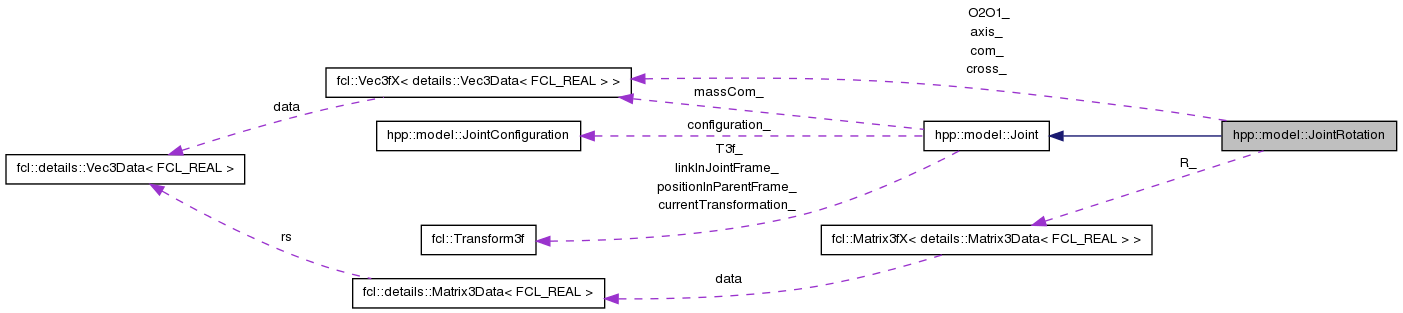 O2O1_
axis_
com_
cross_
fcl::Vec3fX< details::Vec3Data< FCL_REAL > >
massCom_
data
configuration_
hpp::model::JointConfiguration
hpp::model::Joint
hpp::model::JointRotation
T3f_
linkInJointFrame_
positionInParentFrame_
currentTransformation_
R_
fcl::details::Vec3Data< FCL_REAL >
rs
fcl::Transform3f
fcl::Matrix3fX< details::Matrix3Data< FCL_REAL > >
data
fcl::details::Matrix3Data< FCL_REAL >